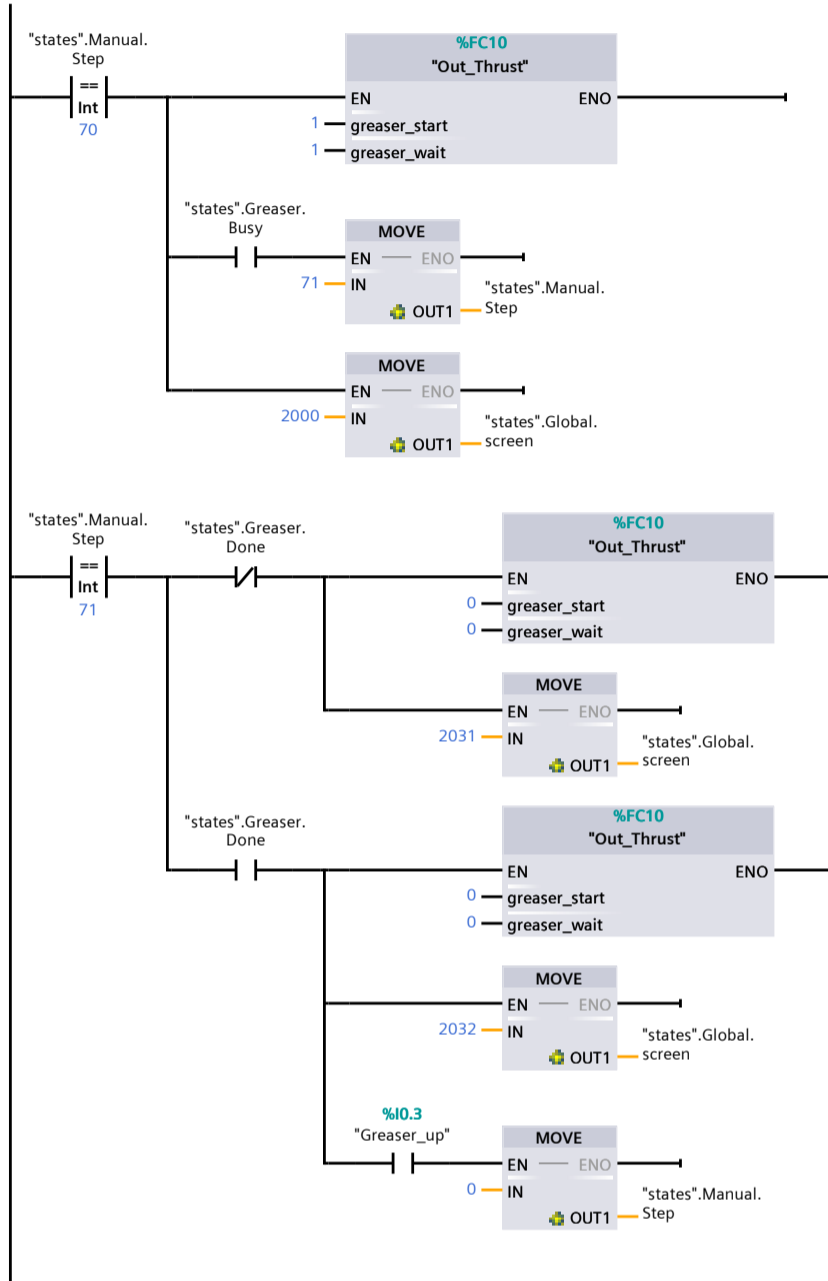 %FC10
"states".Manual.
Step
"Out_Thrust"
==
Int
70
EN
ENO
1
greaser_start
1
greaser_wait
"states".Greaser.
Busy
MOVE
EN
ENO
71
IN
"states".Manual.
OUT1
Step
MOVE
EN
ENO
2000
IN
"states".Global.
OUT1
screen
"states".Manual.
Step
"states".Greaser.
Done
%FC10
"Out_Thrust"
==
Int
71
EN
ENO
0
greaser_start
0
greaser_wait
MOVE
EN
ENO
2031
IN
"states".Global.
OUT1
screen
"states".Greaser.
Done
%FC10
"Out_Thrust"
EN
ENO
0
greaser_start
0
greaser_wait
MOVE
EN
ENO
2032
IN
"states".Global.
OUT1
screen
%I0.3
"Greaser_up"
MOVE
EN
ENO
0
IN
"states".Manual.
OUT1
Step